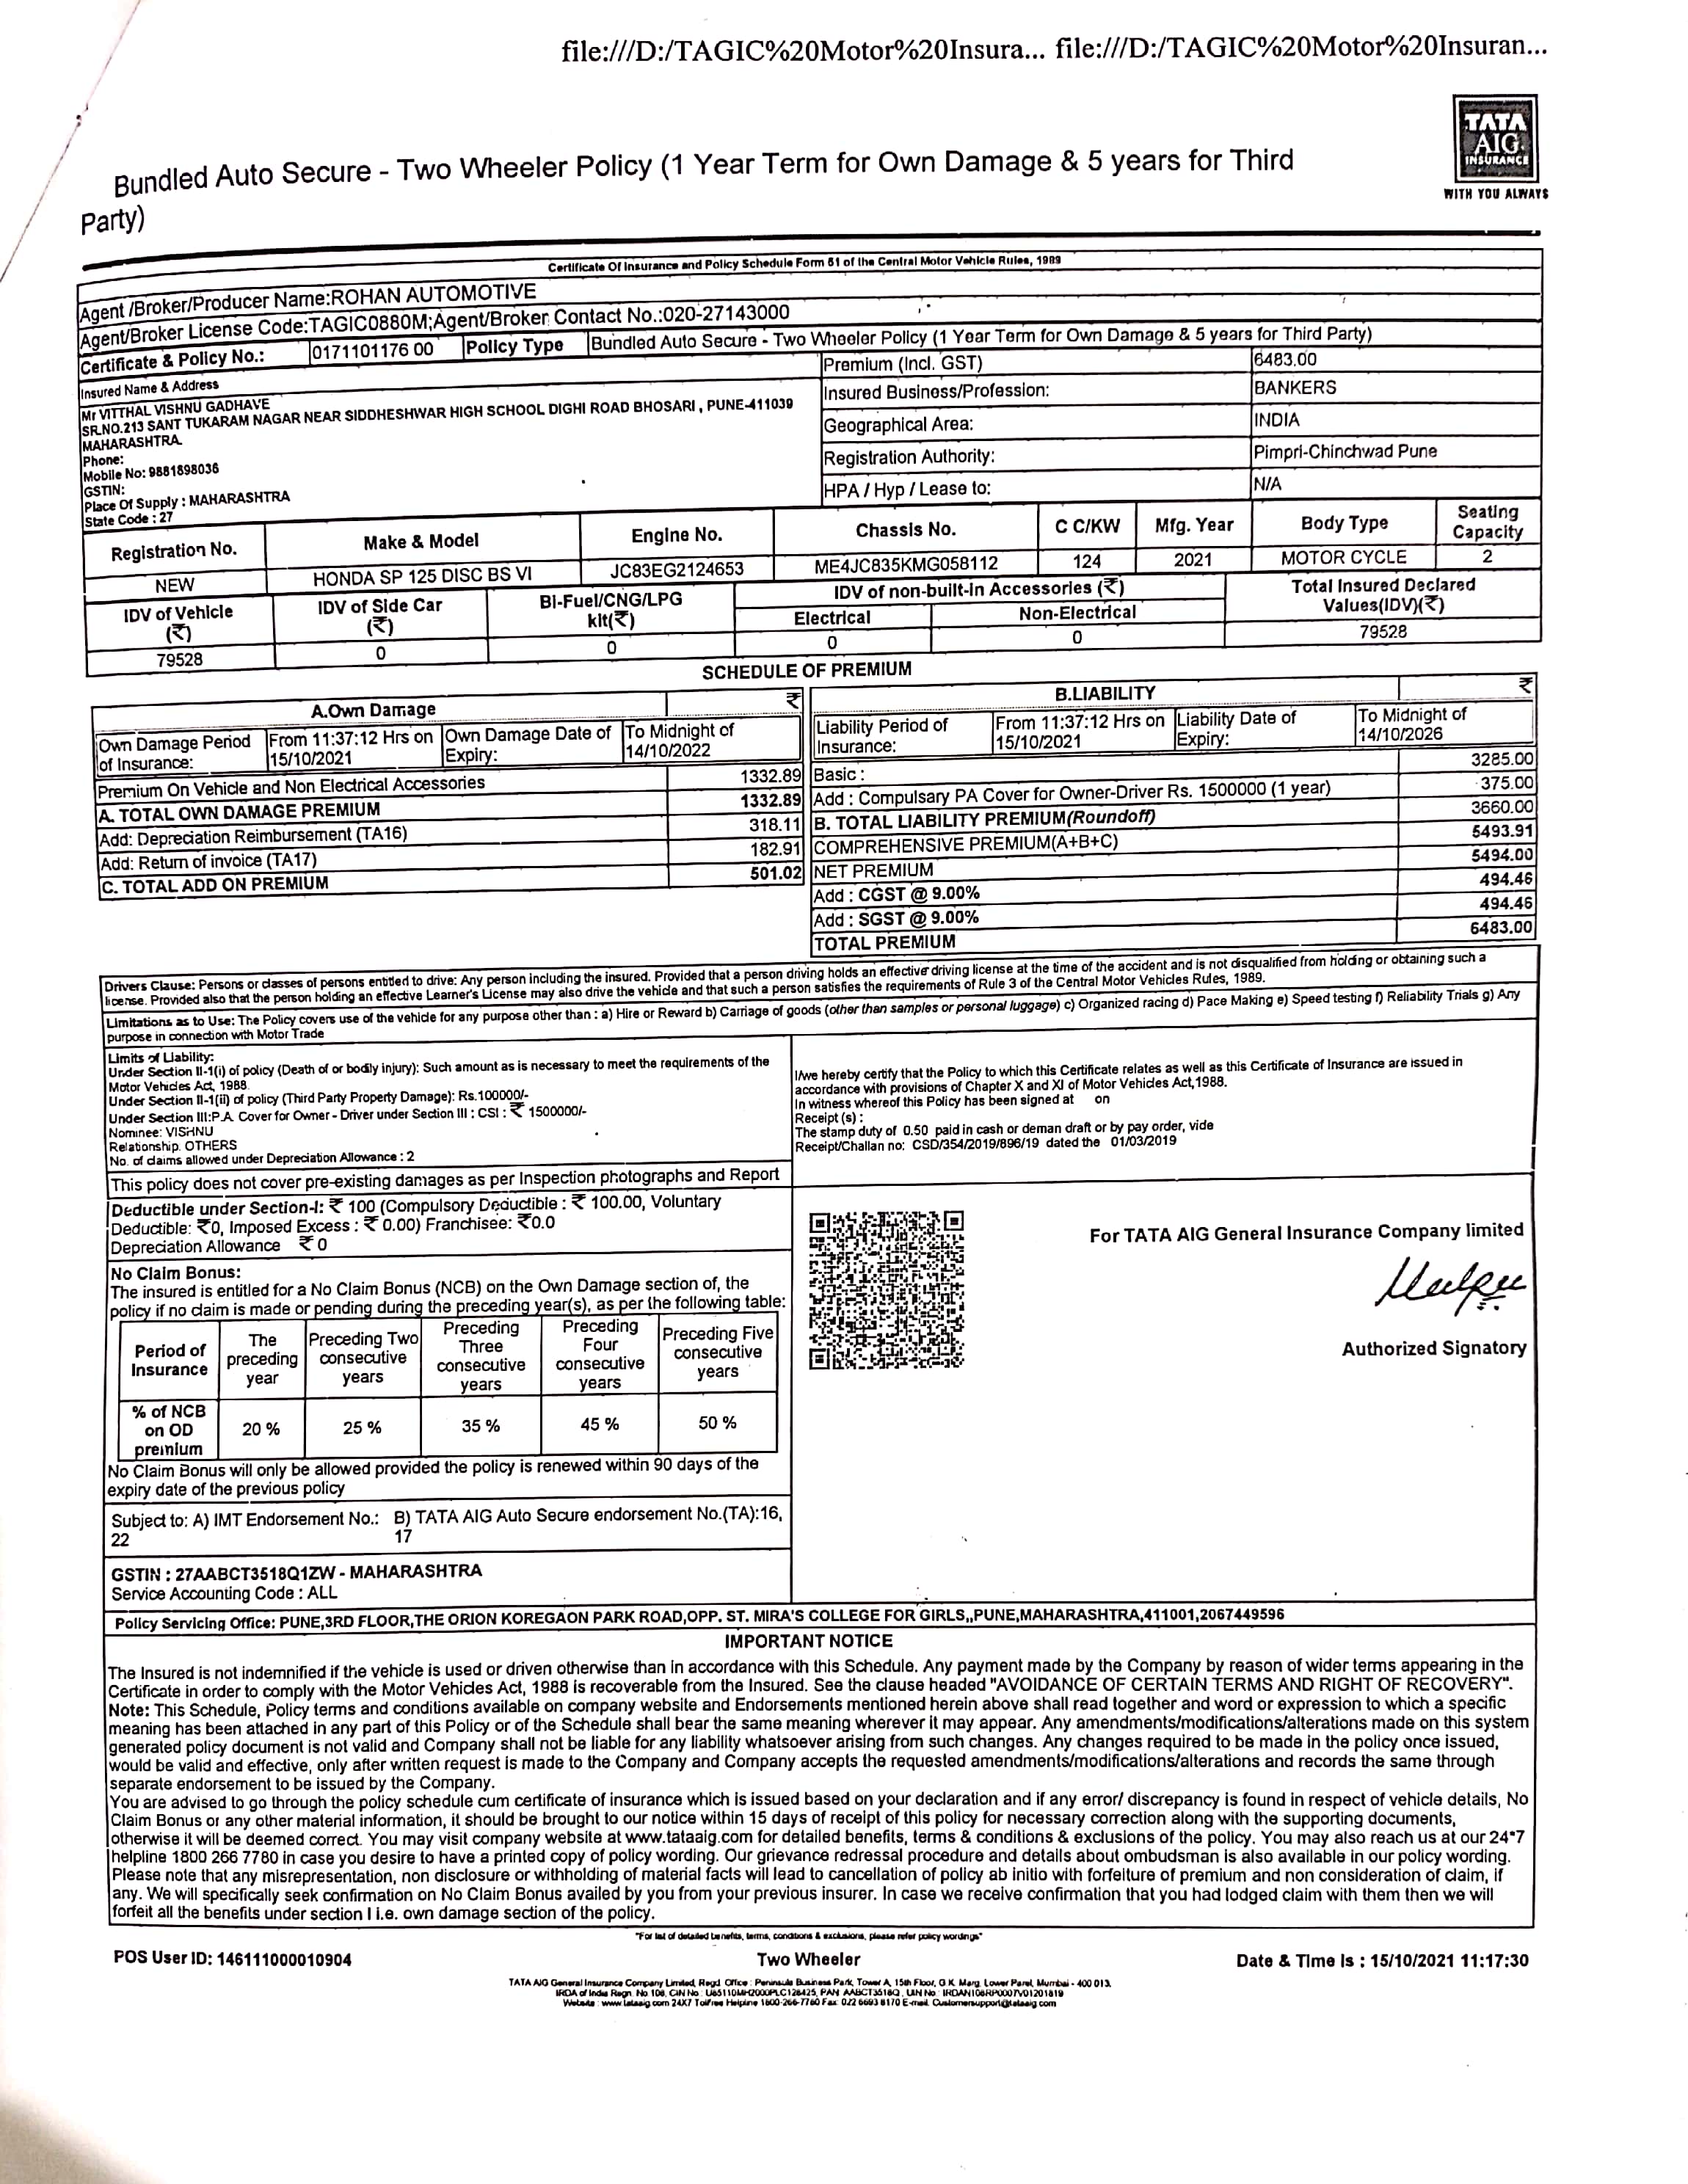 file:///D:/TAGIC%20Motor%20Insura... file:///D:/TAGIC%20Motor%20Insuran...
TATA
AIG
INSURANCE
WITH YOU ALWAYS
Bundled Auto Secure - Two Wheeler Policy (1 Year Term for Own Damage & 5 years for Third
Party)
Certificate Of Insurance and Policy Schedule Form 51 of the Central Motor Vehicle Rules, 1989
Agent /Broker/Producer Name:ROHAN AUTOMOTIVE
Agent/Broker License Code:TAGIC0880M;Agent/Broker Contact No.:020-27143000
Certificate & Policy No.: 0171101176 00 Policy Type Bundled Auto Secure - Two Wheeler Policy (1 Year Term for Own Damage & 5 years for Third Party)
Insured Name & Address
Mr VITTHAL VISHNU GADHAVE
SR.NO.213 SANT TUKARAM NAGAR NEAR SIDDHESHWAR HIGH SCHOOL DIGHI ROAD BHOSARI , PUNE-411039
MAHARASHTRA
Phone:
Mobile No: 9881898036
GSTIN:
Place Of Supply : MAHARASHTRA
State Code : 27
Premium (Incl. GST) 6483.00
Insured Business/Profession: BANKERS
Geographical Area: INDIA
Registration Authority: Pimpri-Chinchwad Pune
HPA / Hyp / Lease to: N/A
Registration No. Make & Model Engine No. Chassis No. C C/KW Mfg. Year Body Type Seating Capacity
NEW HONDA SP 125 DISC BS VI JC83EG2124653 ME4JC835KMG058112 124 2021 MOTOR CYCLE 2
IDV of Vehicle (₹) IDV of Side Car (₹) Bi-Fuel/CNG/LPG kit(₹) IDV of non-built-in Accessories (₹) Total Insured Declared Values(IDV)(₹)
Electrical Non-Electrical
79528 0 0 0 0 79528
SCHEDULE OF PREMIUM
A.Own Damage ₹
Own Damage Period of Insurance: From 11:37:12 Hrs on 15/10/2021 Own Damage Date of Expiry: To Midnight of 14/10/2022
Premium On Vehicle and Non Electrical Accessories 1332.89
A. TOTAL OWN DAMAGE PREMIUM 1332.89
Add: Depreciation Reimbursement (TA16) 318.11
Add: Return of invoice (TA17) 182.91
C. TOTAL ADD ON PREMIUM 501.02
B.LIABILITY ₹
Liability Period of Insurance: From 11:37:12 Hrs on 15/10/2021 Liability Date of Expiry: To Midnight of 14/10/2026
Basic : 3285.00
Add : Compulsary PA Cover for Owner-Driver Rs. 1500000 (1 year) 375.00
B. TOTAL LIABILITY PREMIUM(Roundoff) 3660.00
COMPREHENSIVE PREMIUM(A+B+C) 5493.91
NET PREMIUM 5494.00
Add : CGST @ 9.00% 494.46
Add : SGST @ 9.00% 494.46
TOTAL PREMIUM 6483.00
Drivers Clause: Persons or classes of persons entitled to drive: Any person including the insured. Provided that a person driving holds an effective driving license at the time of the accident and is not disqualified from holding or obtaining such a
license. Provided also that the person holding an effective Learner's License may also drive the vehicle and that such a person satisfies the requirements of Rule 3 of the Central Motor Vehicles Rules, 1989.
Limitations as to Use: The Policy covers use of the vehicle for any purpose other than : a) Hire or Reward b) Carriage of goods (other than samples or personal luggage) c) Organized racing d) Pace Making e) Speed testing f) Reliability Trials g) Any
purpose in connection with Motor Trade
Limits of Liability:
Under Section II-1(i) of policy (Death of or bodily injury): Such amount as is necessary to meet the requirements of the
Motor Vehicles Act, 1988.
Under Section II-1(ii) of policy (Third Party Property Damage): Rs.100000/-
Under Section III:P.A. Cover for Owner - Driver under Section III : CSI : ₹ 1500000/-
Nominee: VISHNU
Relationship. OTHERS
No. of claims allowed under Depreciation Allowance : 2
I/we hereby certify that the Policy to which this Certificate relates as well as this Certificate of Insurance are issued in
accordance with provisions of Chapter X and XI of Motor Vehicles Act,1988.
In witness whereof this Policy has been signed at on
Receipt (s) :
The stamp duty of 0.50 paid in cash or deman draft or by pay order, vide
Receipt/Challan no: CSD/354/2019/896/19 dated the 01/03/2019
This policy does not cover pre-existing damages as per Inspection photographs and Report
Deductible under Section-I: ₹ 100 (Compulsory Deductible : ₹ 100.00, Voluntary
Deductible: ₹0, Imposed Excess : ₹ 0.00) Franchisee: ₹0.0
Depreciation Allowance ₹ 0
No Claim Bonus:
The insured is entitled for a No Claim Bonus (NCB) on the Own Damage section of, the
policy if no claim is made or pending during the preceding year(s), as per the following table:
Period of Insurance The preceding year Preceding Two consecutive years Preceding Three consecutive years Preceding Four consecutive years Preceding Five consecutive years
% of NCB on OD premium 20 % 25 % 35 % 45 % 50 %
No Claim Bonus will only be allowed provided the policy is renewed within 90 days of the
expiry date of the previous policy
Subject to: A) IMT Endorsement No.: 22 B) TATA AIG Auto Secure endorsement No.(TA):16, 17
GSTIN : 27AABCT3518Q1ZW - MAHARASHTRA
Service Accounting Code : ALL
For TATA AIG General Insurance Company limited
Authorized Signatory
Policy Servicing Office: PUNE,3RD FLOOR,THE ORION KOREGAON PARK ROAD,OPP. ST. MIRA'S COLLEGE FOR GIRLS,,PUNE,MAHARASHTRA,411001,2067449596
IMPORTANT NOTICE
The Insured is not indemnified if the vehicle is used or driven otherwise than in accordance with this Schedule. Any payment made by the Company by reason of wider terms appearing in the
Certificate in order to comply with the Motor Vehicles Act, 1988 is recoverable from the Insured. See the clause headed "AVOIDANCE OF CERTAIN TERMS AND RIGHT OF RECOVERY".
Note: This Schedule, Policy terms and conditions available on company website and Endorsements mentioned herein above shall read together and word or expression to which a specific
meaning has been attached in any part of this Policy or of the Schedule shall bear the same meaning wherever it may appear. Any amendments/modifications/alterations made on this system
generated policy document is not valid and Company shall not be liable for any liability whatsoever arising from such changes. Any changes required to be made in the policy once issued,
would be valid and effective, only after written request is made to the Company and Company accepts the requested amendments/modifications/alterations and records the same through
separate endorsement to be issued by the Company.
You are advised to go through the policy schedule cum certificate of insurance which is issued based on your declaration and if any error/ discrepancy is found in respect of vehicle details, No
Claim Bonus or any other material information, it should be brought to our notice within 15 days of receipt of this policy for necessary correction along with the supporting documents,
otherwise it will be deemed correct. You may visit company website at www.tataaig.com for detailed benefits, terms & conditions & exclusions of the policy. You may also reach us at our 24*7
helpline 1800 266 7780 in case you desire to have a printed copy of policy wording. Our grievance redressal procedure and details about ombudsman is also available in our policy wording.
Please note that any misrepresentation, non disclosure or withholding of material facts will lead to cancellation of policy ab initio with forfeiture of premium and non consideration of claim, if
any. We will specifically seek confirmation on No Claim Bonus availed by you from your previous insurer. In case we receive confirmation that you had lodged claim with them then we will
forfeit all the benefits under section I i.e. own damage section of the policy.
"For list of detailed benefits, terms, conditions & exclusions, please refer policy wordings"
POS User ID: 146111000010904 Two Wheeler Date & Time Is : 15/10/2021 11:17:30
TATA AIG General Insurance Company Limited, Regd. Office : Peninsula Business Park, Tower A, 15th Floor, G.K. Marg, Lower Parel, Mumbai - 400 013.
IRDA of India Regn. No 108, CIN No : U85110MH2000PLC128425, PAN AABCT3518Q, UIN No : IRDAN108RP0007V01201819
Website : www.tataaig.com 24X7 Tollfree Helpline 1800-266-7780 Fax: 022 6693 8170 E-mail. Customersupport@tataaig.com